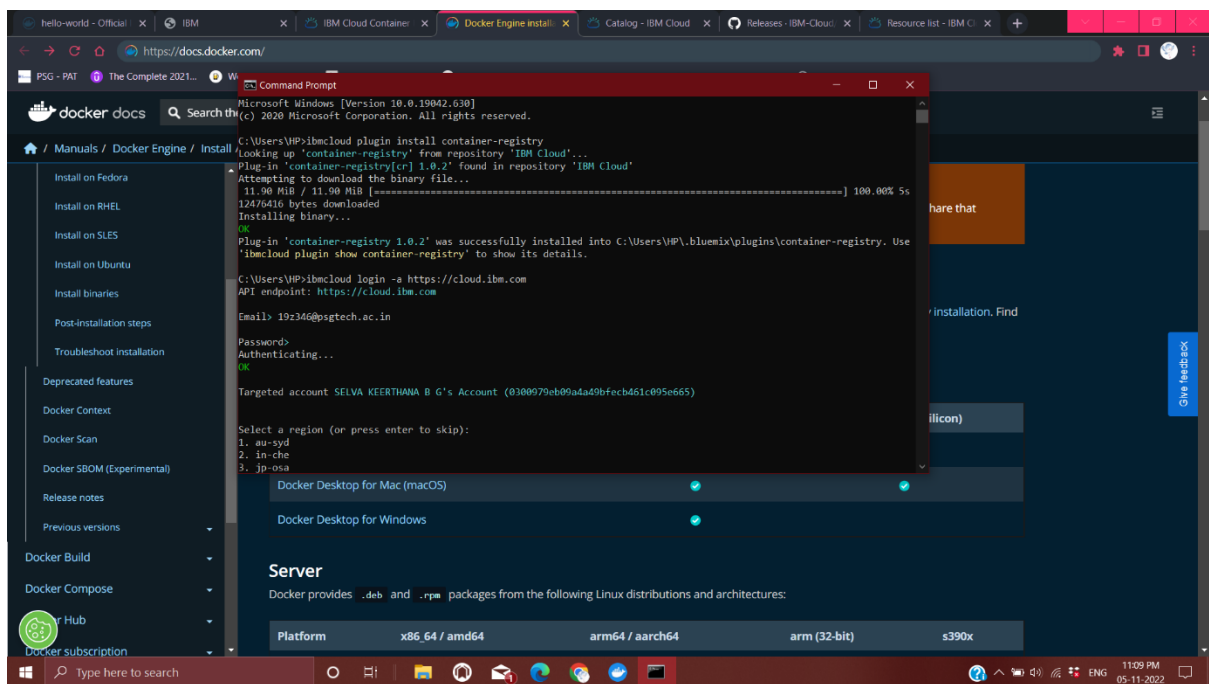 hello-world - Official
IBM
IBM Cloud Container
Docker Engine installa
Catalog - IBM Cloud
Releases · IBM-Cloud
Resource list - IBM Cl
https://docs.docker.com/
PSG - PAT
The Complete 2021...
docker docs
Search the
/ Manuals / Docker Engine / Install /
Install on Fedora
Install on RHEL
Install on SLES
Install on Ubuntu
Install binaries
Post-installation steps
Troubleshoot installation
Deprecated features
Docker Context
Docker Scan
Docker SBOM (Experimental)
Release notes
Previous versions
Docker Build
Docker Compose
Hub
Docker subscription
Command Prompt
Microsoft Windows [Version 10.0.19042.630]
(c) 2020 Microsoft Corporation. All rights reserved.
C:\Users\HP>ibmcloud plugin install container-registry
Looking up 'container-registry' from repository 'IBM Cloud'...
Plug-in 'container-registry[cr] 1.0.2' found in repository 'IBM Cloud'
Attempting to download the binary file...
11.90 MiB / 11.90 MiB [==============================================================================] 100.00% 5s
12476416 bytes downloaded
Installing binary...
OK
Plug-in 'container-registry 1.0.2' was successfully installed into C:\Users\HP\.bluemix\plugins\container-registry. Use
'ibmcloud plugin show container-registry' to show its details.
C:\Users\HP>ibmcloud login -a https://cloud.ibm.com
API endpoint: https://cloud.ibm.com
Email> 19z346@psgtech.ac.in
Password>
Authenticating...
OK
Targeted account SELVA KEERTHANA B G's Account (0300979eb09a4a49bfecb461c095e665)
Select a region (or press enter to skip):
1. au-syd
2. in-che
3. jp-osa
hare that
installation. Find
ilicon)
Give feedback
Docker Desktop for Mac (macOS)
Docker Desktop for Windows
Server
Docker provides .deb and .rpm packages from the following Linux distributions and architectures:
Platform
x86_64 / amd64
arm64 / aarch64
arm (32-bit)
s390x
Type here to search
ENG
11:09 PM
05-11-2022